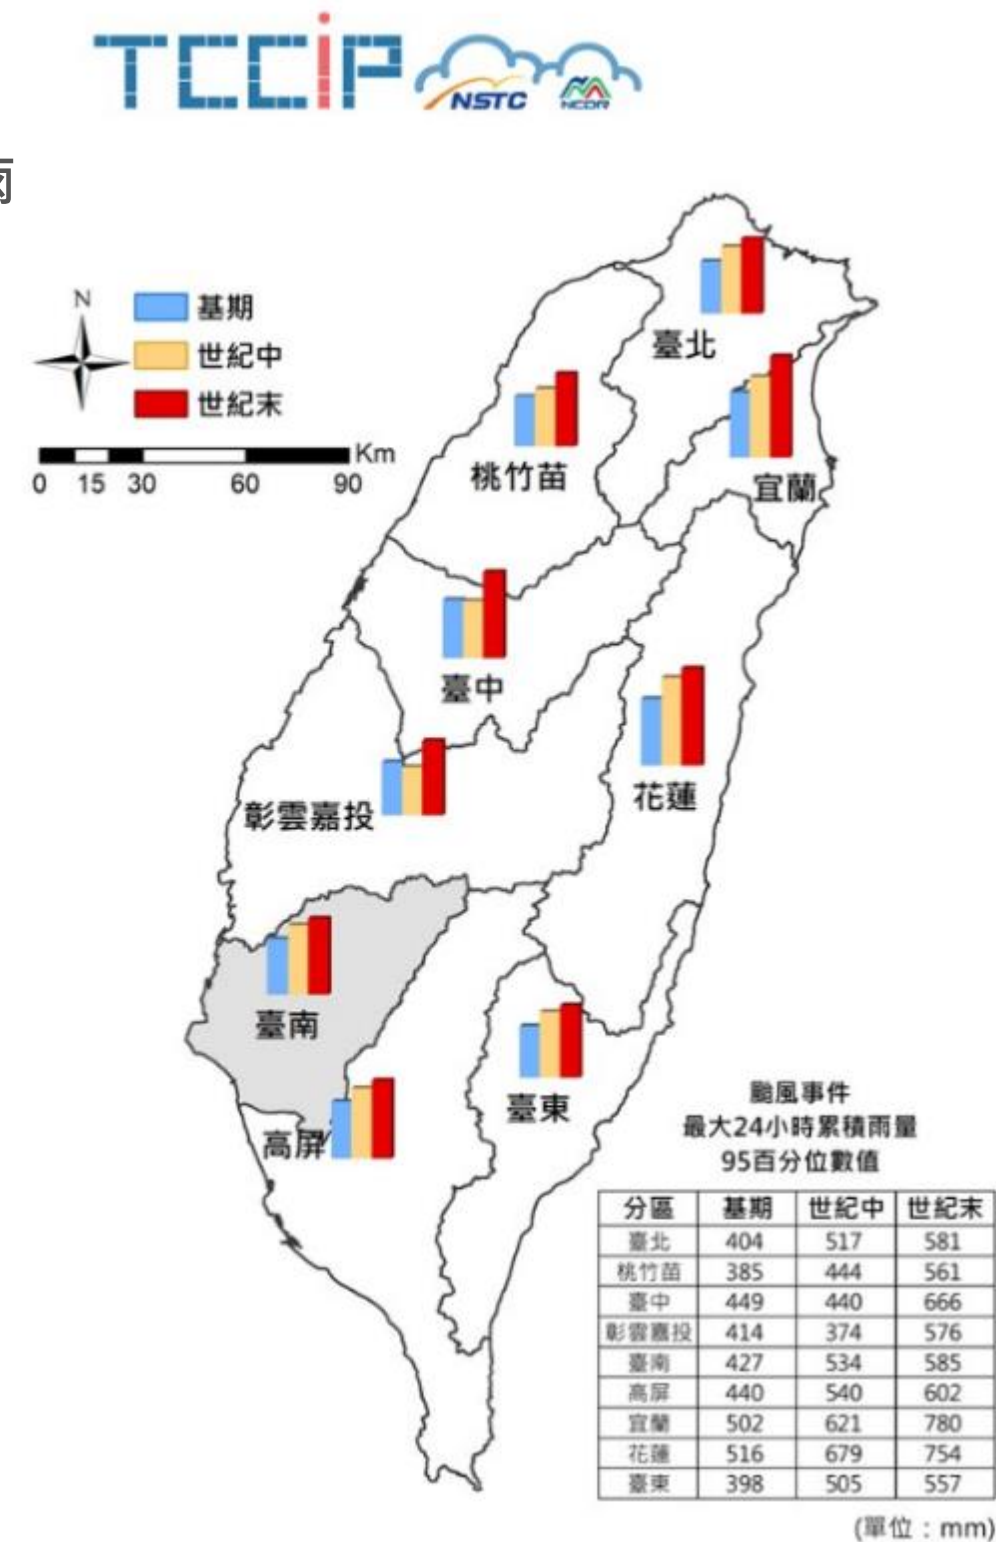 TCCIP
NSTC
NCDR
雨
N
基期
世紀中
世紀末
Km
0 15 30 60 90
臺北
桃竹苗
宜蘭
臺中
花蓮
彰雲嘉投
臺南
臺東
高屏
颱風事件
最大24小時累積雨量
95百分位數值
分區 基期 世紀中 世紀末
臺北 404 517 581
桃竹苗 385 444 561
臺中 449 440 666
彰雲嘉投 414 374 576
臺南 427 534 585
高屏 440 540 602
宜蘭 502 621 780
花蓮 516 679 754
臺東 398 505 557
(單位：mm)